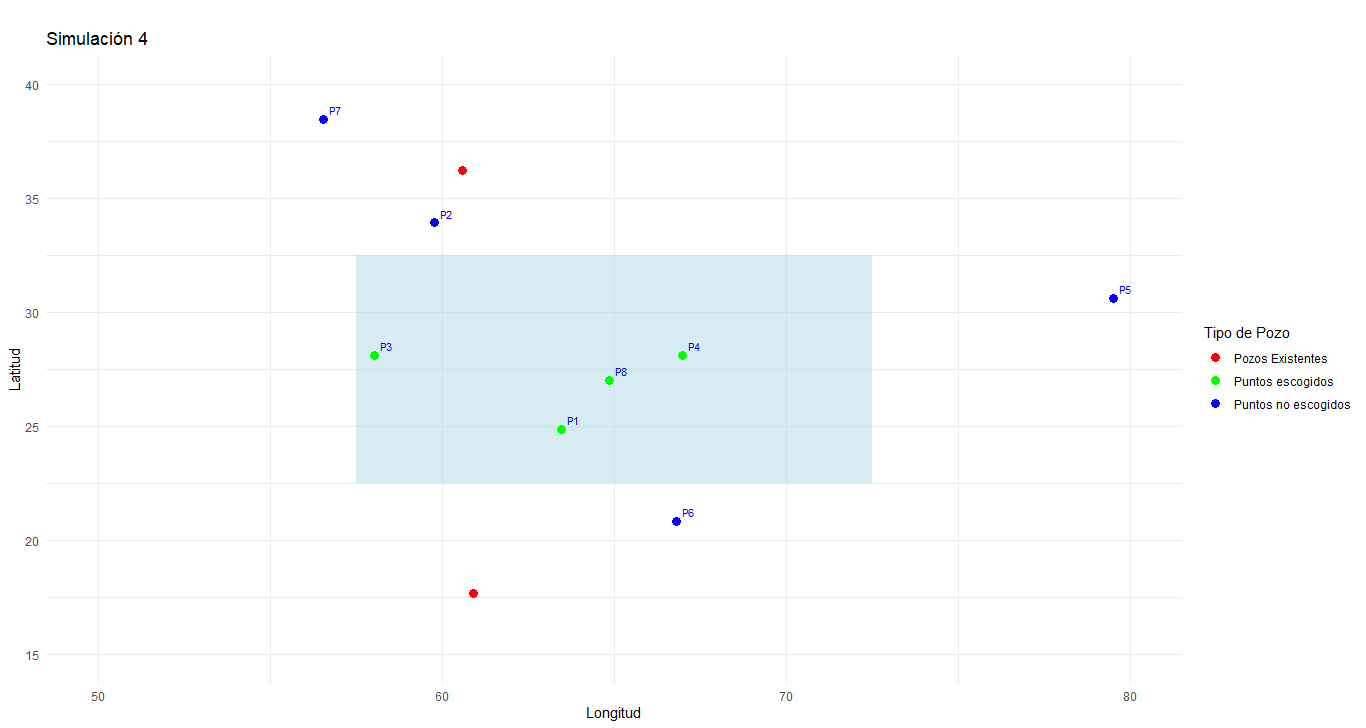 Simulación 4
40
35
30
25
20
15
Latitud
P7
P2
P5
P3
P4
P8
P1
P6
50
60
70
80
Longitud
Tipo de Pozo
Pozos Existentes
Puntos escogidos
Puntos no escogidos